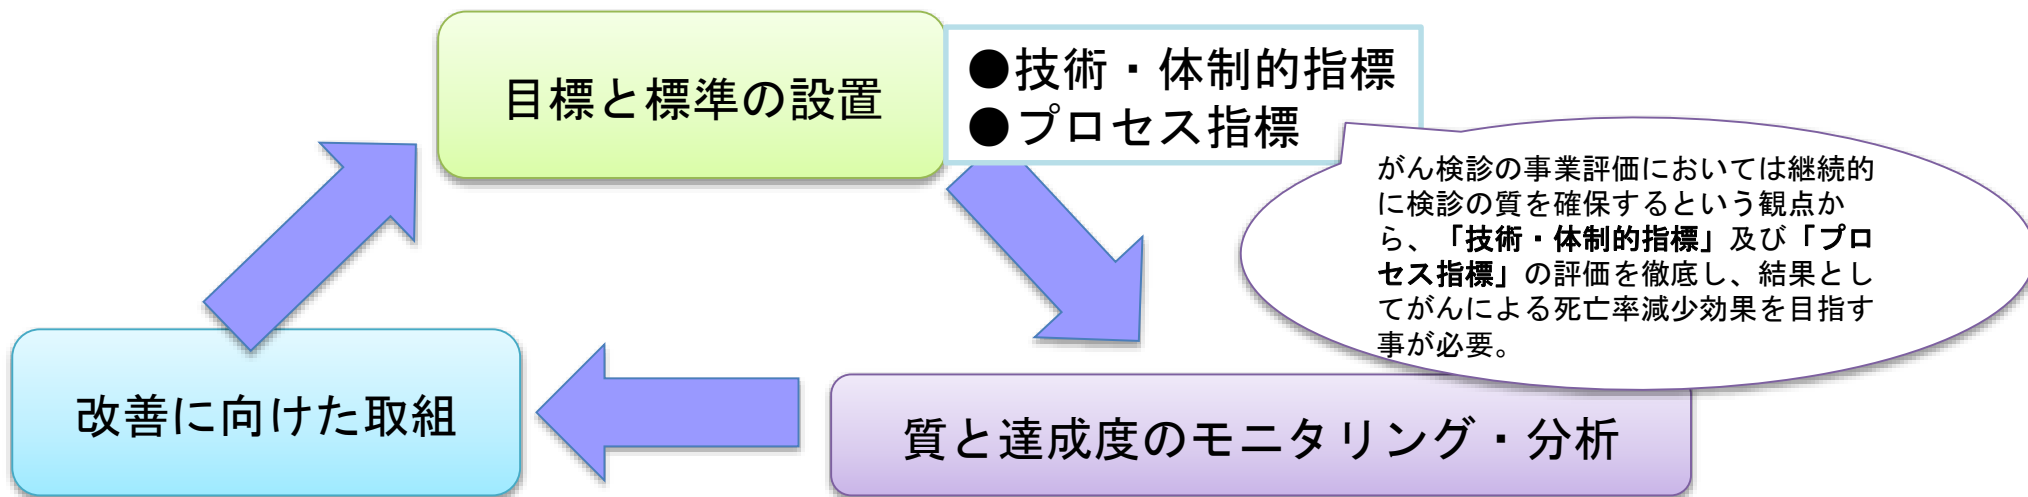 目標と標準の設置
●技術・体制的指標
●プロセス指標
がん検診の事業評価においては継続的
に検診の質を確保するという観点か
ら、「技術・体制的指標」及び「プロ
セス指標」の評価を徹底し、結果とし
てがんによる死亡率減少効果を目指す
事が必要。
改善に向けた取組
質と達成度のモニタリング・分析